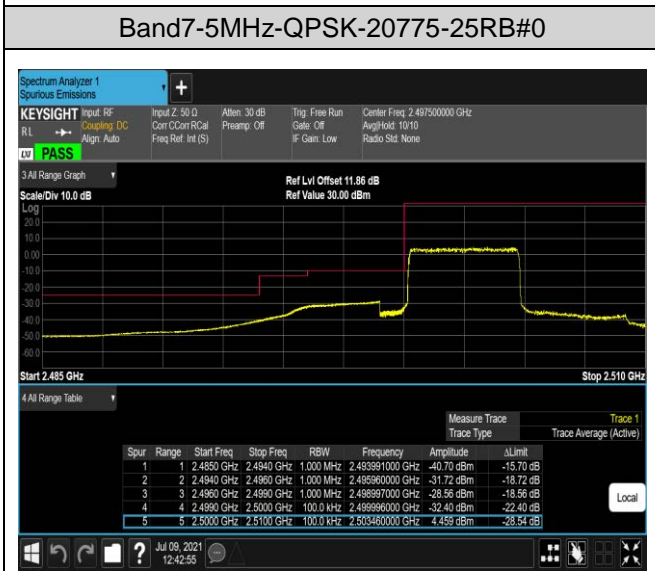 Band7-5MHz-QPSK-20775-25RB#0
Spectrum Analyzer 1
Spurious Emissions
+
KEYSIGHT Input: RF Input Z: 50 Ω Atten: 30 dB Trig: Free Run Center Freq: 2.497500000 GHz
RL Coupling: DC Corr CCorr RCal Preamp: Off Gate: Off Avg|Hold: 10/10
Align: Auto Freq Ref: Int (S) IF Gain: Low Radio Std: None
LXI PASS
3 All Range Graph
Ref Lvl Offset 11.86 dB
Scale/Div 10.0 dB Ref Value 30.00 dBm
Log
20.0
10.0
0.00
-10.0
-20.0
-30.0
-40.0
-50.0
-60.0
Start 2.485 GHz Stop 2.510 GHz
4 All Range Table
Measure Trace Trace 1
Trace Type Trace Average (Active)
Spur Range Start Freq Stop Freq RBW Frequency Amplitude ΔLimit
1 1 2.4850 GHz 2.4940 GHz 1.000 MHz 2.493991000 GHz -40.70 dBm -15.70 dB
2 2 2.4940 GHz 2.4960 GHz 1.000 MHz 2.495960000 GHz -31.72 dBm -18.72 dB
3 3 2.4960 GHz 2.4990 GHz 1.000 MHz 2.498997000 GHz -28.56 dBm -18.56 dB
4 4 2.4990 GHz 2.5000 GHz 100.0 kHz 2.499996000 GHz -32.40 dBm -22.40 dB
5 5 2.5000 GHz 2.5100 GHz 100.0 kHz 2.503460000 GHz 4.459 dBm -28.54 dB
Local
? Jul 09, 2021
12:42:55